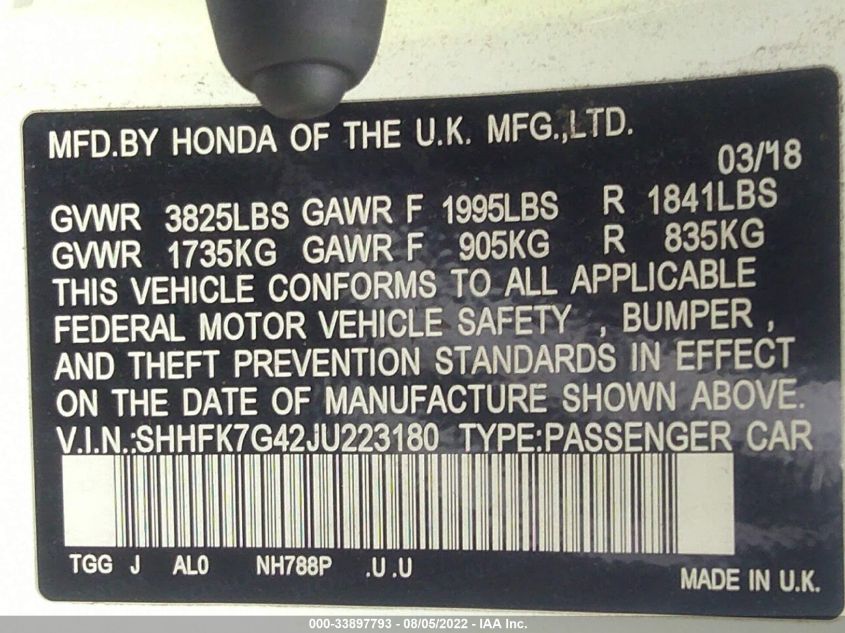 MFD.BY HONDA OF THE U.K. MFG.,LTD.
03/'18
GVWR 3825LBS GAWR F 1995LBS R 1841LBS
GVWR 1735KG GAWR F 905KG R 835KG
THIS VEHICLE CONFORMS TO ALL APPLICABLE
FEDERAL MOTOR VEHICLE SAFETY , BUMPER ,
AND THEFT PREVENTION STANDARDS IN EFFECT
ON THE DATE OF MANUFACTURE SHOWN ABOVE.
V.I.N.:SHHFK7G42JU223180 TYPE:PASSENGER CAR
TGG J AL0 NH788P .U .U
MADE IN U.K.
000-33897793 - 08/05/2022 - IAA Inc.